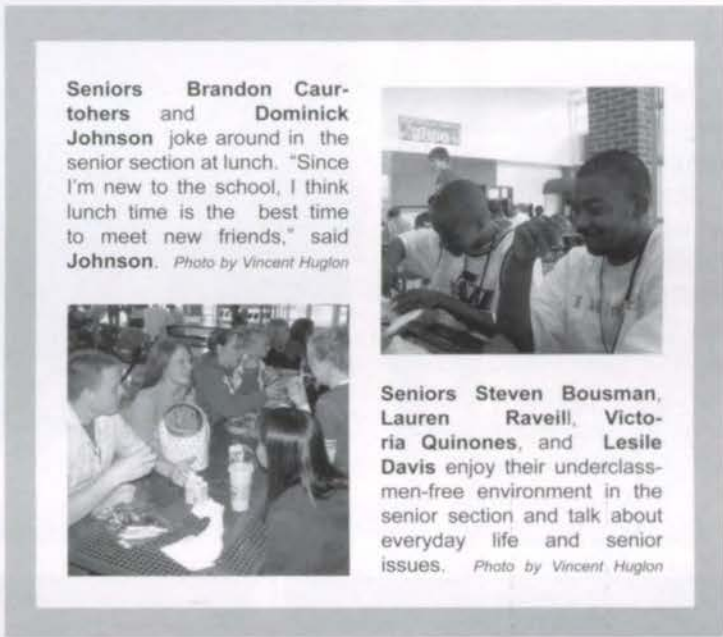 Seniors Brandon Caur-
tohers and Dominick
Johnson joke around in the
senior section at lunch. "Since
I'm new to the school, I think
lunch time is the best time
to meet new friends," said
Johnson. Photo by Vincent Huglon
Seniors Steven Bousman,
Lauren Raveill, Victo-
ria Quinones, and Lesile
Davis enjoy their underclass-
men-free environment in the
senior section and talk about
everyday life and senior
issues. Photo by Vincent Huglon